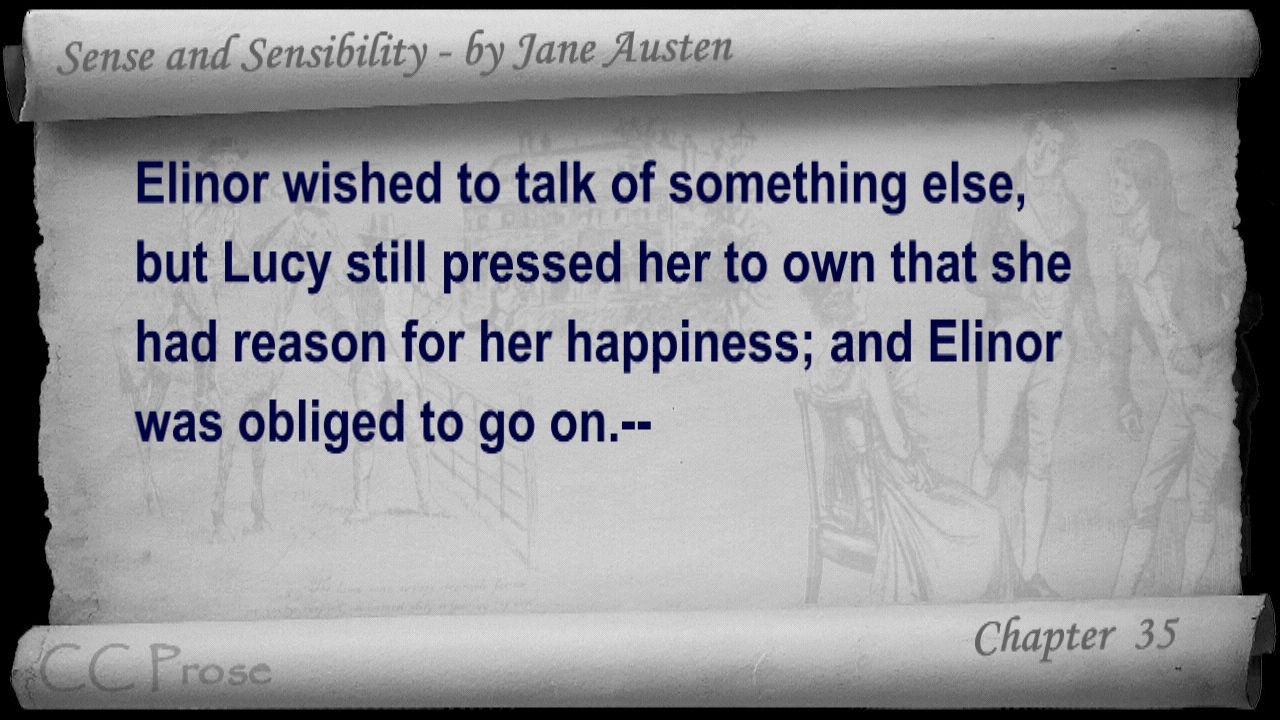 Sense and Sensibility - by Jane Austen
Elinor wished to talk of something else,
but Lucy still pressed her to own that she
had reason for her happiness; and Elinor
was obliged to go on.--
Chapter 35
CC Prose